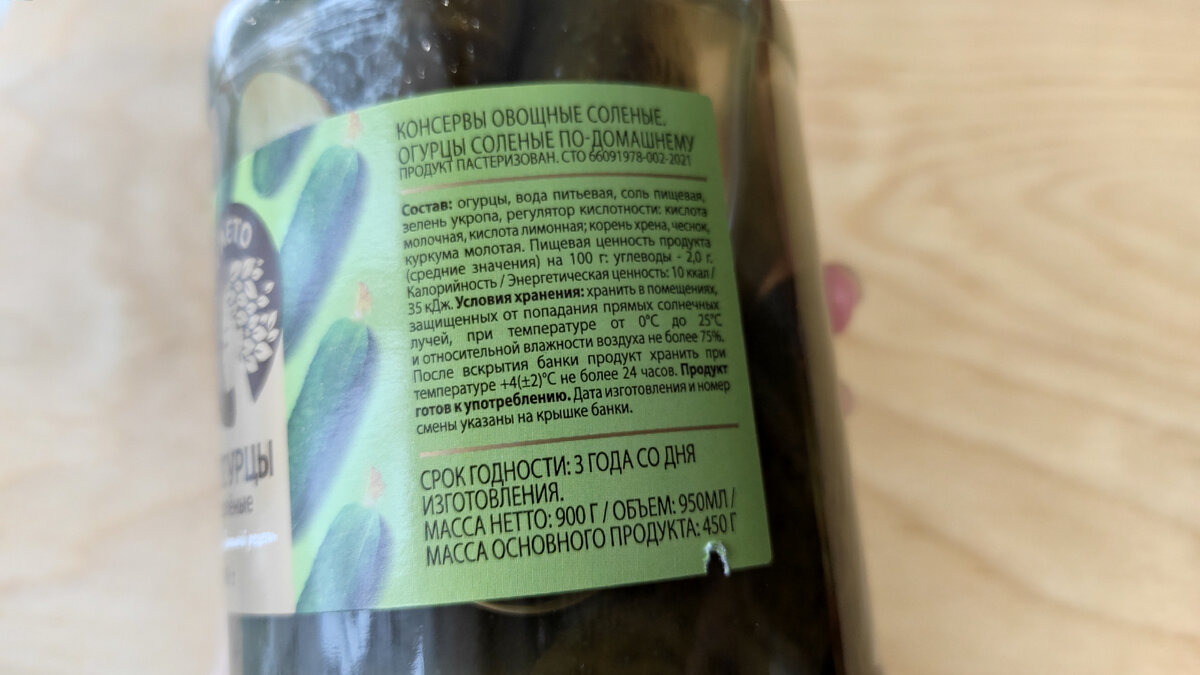 КОНСЕРВЫ ОВОЩНЫЕ СОЛЕНЫЕ.
ОГУРЦЫ СОЛЕНЫЕ ПО-ДОМАШНЕМУ
ПРОДУКТ ПАСТЕРИЗОВАН. СТО 66091978-002-2021
Состав: огурцы, вода питьевая, соль пищевая,
зелень укропа, регулятор кислотности: кислота
молочная, кислота лимонная; корень хрена, чеснок,
куркума молотая. Пищевая ценность продукта
(средние значения) на 100 г: углеводы - 2,0 г.
Калорийность / Энергетическая ценность: 10 ккал /
35 кДж. Условия хранения: хранить в помещениях,
защищенных от попадания прямых солнечных
лучей, при температуре от 0°С до 25°С
и относительной влажности воздуха не более 75%.
После вскрытия банки продукт хранить при
температуре +4(±2)°С не более 24 часов. Продукт
готов к употреблению. Дата изготовления и номер
смены указаны на крышке банки.
СРОК ГОДНОСТИ: 3 ГОДА СО ДНЯ
ИЗГОТОВЛЕНИЯ.
МАССА НЕТТО: 900 Г / ОБЪЕМ: 950МЛ /
МАССА ОСНОВНОГО ПРОДУКТА: 450 Г
ЛЕТО